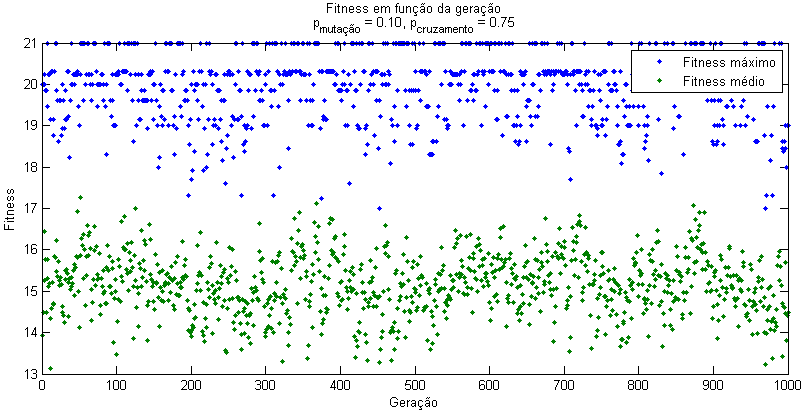 Fitness em função da geração
p_mutação = 0.10, p_cruzamento = 0.75
Fitness máximo
Fitness médio
Fitness
21
20
19
18
17
16
15
14
13
0 100 200 300 400 500 600 700 800 900 1000
Geração